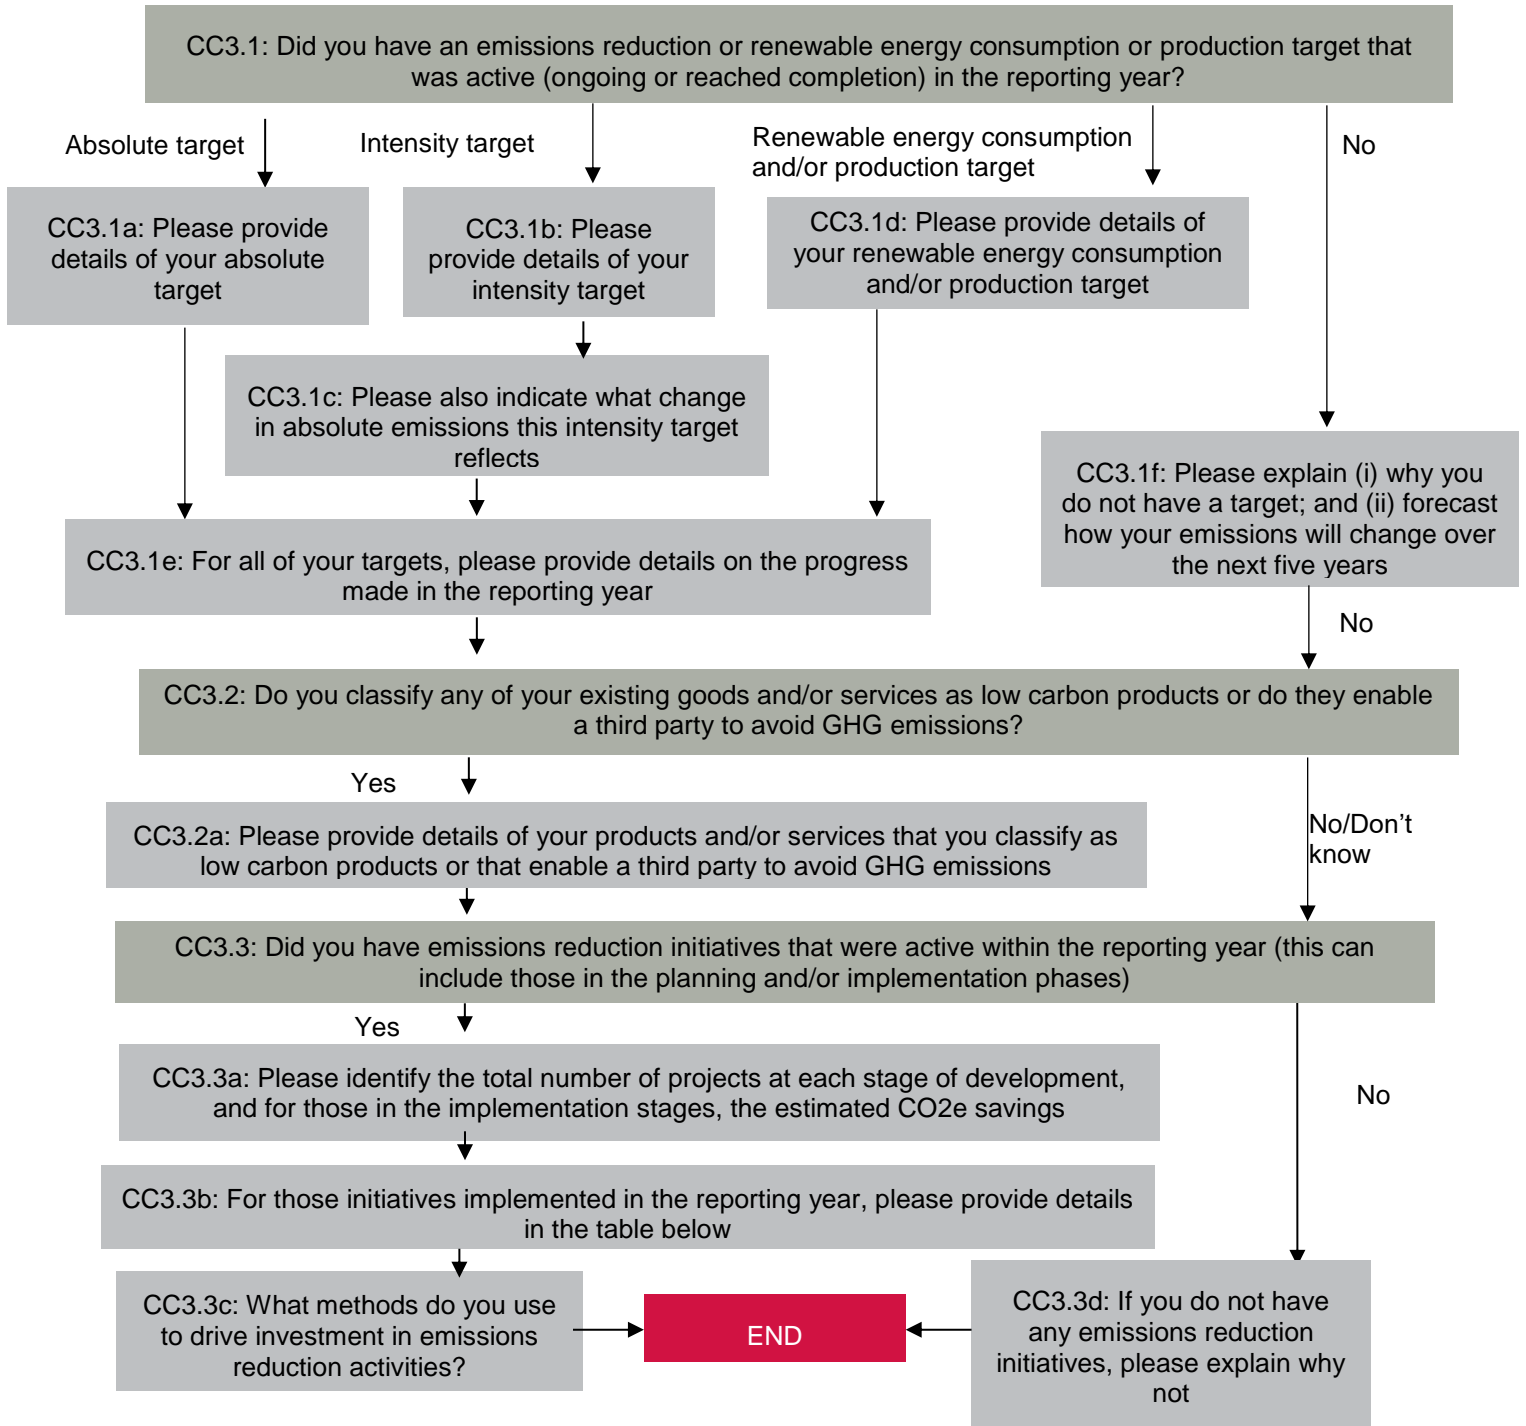 CC3.1: Did you have an emissions reduction or renewable energy consumption or production target that
was active (ongoing or reached completion) in the reporting year?
Absolute target
Intensity target
Renewable energy consumption
and/or production target
No
CC3.1a: Please provide
details of your absolute
target
CC3.1b: Please
provide details of your
intensity target
CC3.1d: Please provide details of
your renewable energy consumption
and/or production target
CC3.1c: Please also indicate what change
in absolute emissions this intensity target
reflects
CC3.1f: Please explain (i) why you
do not have a target; and (ii) forecast
how your emissions will change over
the next five years
CC3.1e: For all of your targets, please provide details on the progress
made in the reporting year
No
CC3.2: Do you classify any of your existing goods and/or services as low carbon products or do they enable
a third party to avoid GHG emissions?
Yes
No/Don't
know
CC3.2a: Please provide details of your products and/or services that you classify as
low carbon products or that enable a third party to avoid GHG emissions
CC3.3: Did you have emissions reduction initiatives that were active within the reporting year (this can
include those in the planning and/or implementation phases)
Yes
No
CC3.3a: Please identify the total number of projects at each stage of development,
and for those in the implementation stages, the estimated CO2e savings
CC3.3b: For those initiatives implemented in the reporting year, please provide details
in the table below
CC3.3c: What methods do you use
to drive investment in emissions
reduction activities?
END
CC3.3d: If you do not have
any emissions reduction
initiatives, please explain why
not